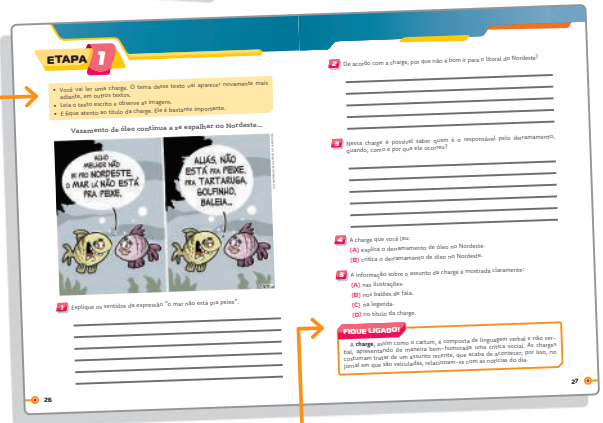 ETAPA 1
• Você vai ler uma charge. O tema desse texto vai aparecer novamente mais
adiante, em outros textos.
• Leia o texto escrito e observe as imagens.
• E fique atento ao título da charge. Ele é bastante importante.
Vazamento de óleo continua a se espalhar no Nordeste...
ACHO
MELHOR NÃO
IR PRO NORDESTE,
O MAR LÁ NÃO ESTÁ
PRA PEIXE.
ALIÁS, NÃO
ESTÁ PRA PEIXE,
PRA TARTARUGA,
GOLFINHO,
BALEIA...
1 Explique os sentidos da expressão "o mar não está pra peixe".
26
2 De acordo com a charge, por que não é bom ir para o litoral do Nordeste?
3 Nessa charge é possível saber quem é o responsável pelo derramamento,
quando, como e por que ele ocorreu?
4 A charge que você leu:
(A) explica o derramamento de óleo no Nordeste.
(B) critica o derramamento de óleo no Nordeste.
5 A informação sobre o assunto da charge é mostrada claramente:
(A) nas ilustrações.
(B) nos balões de fala.
(C) na legenda.
(D) no título da charge.
FIQUE LIGADO!
A charge, assim como o cartum, é composta de linguagem verbal e não ver-
bal, apresentando de maneira bem-humorada uma crítica social. As charges
costumam tratar de um assunto recente, que acaba de acontecer; por isso, no
jornal em que são veiculadas, relacionam-se com as notícias do dia.
27